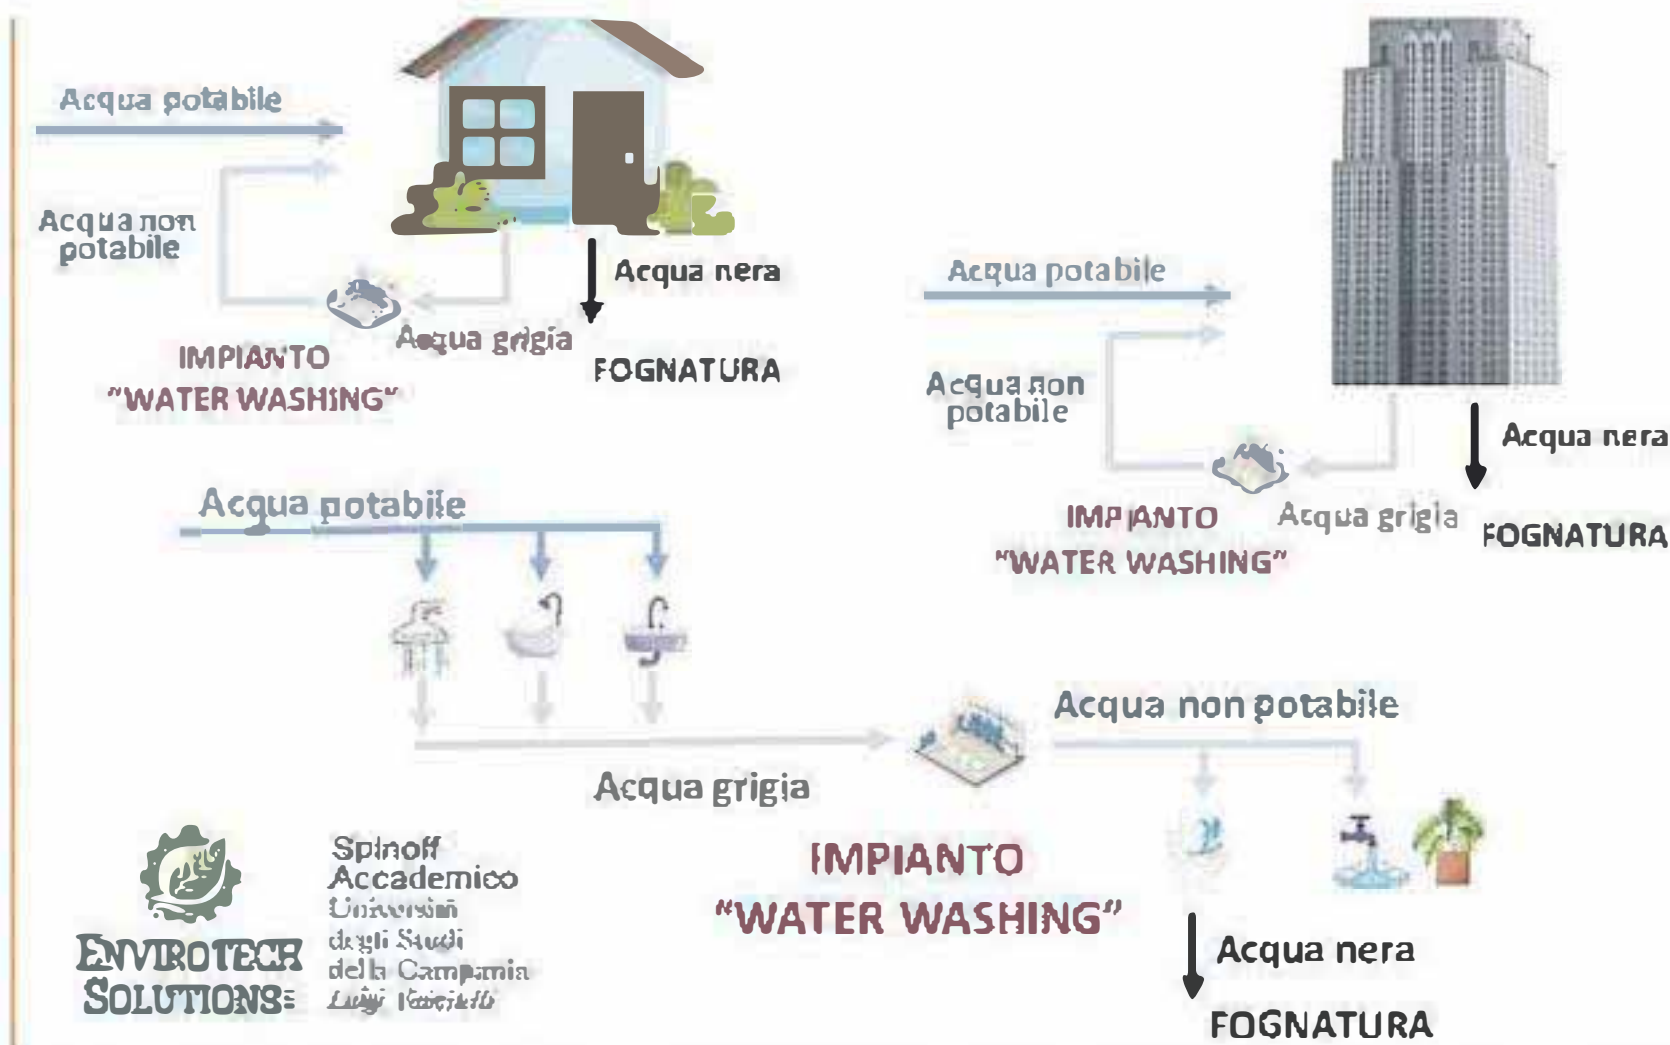 Acqua potabile
Acqua non
potabile
Acqua nera
Acqua grigia
IMPIANTO
"WATER WASHING"
FOGNATURA
Acqua potabile
Acqua non
potabile
Acqua nera
IMPIANTO
"WATER WASHING"
Acqua grigia
FOGNATURA
Acqua potabile
Acqua grigia
IMPIANTO
"WATER WASHING"
Acqua non potabile
Acqua nera
FOGNATURA
ENVIROTECH
SOLUTIONS
Spinoff
Accademico
Università
degli Studi
della Campania
Luigi